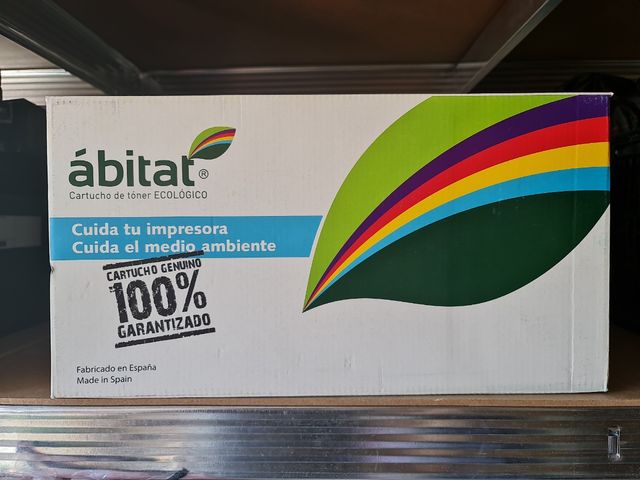 ábitat®
Cartucho de tóner ECOLÓGICO
Cuida tu impresora
Cuida el medio ambiente
CARTUCHO GENUINO
100%
GARANTIZADO
Fabricado en España
Made in Spain